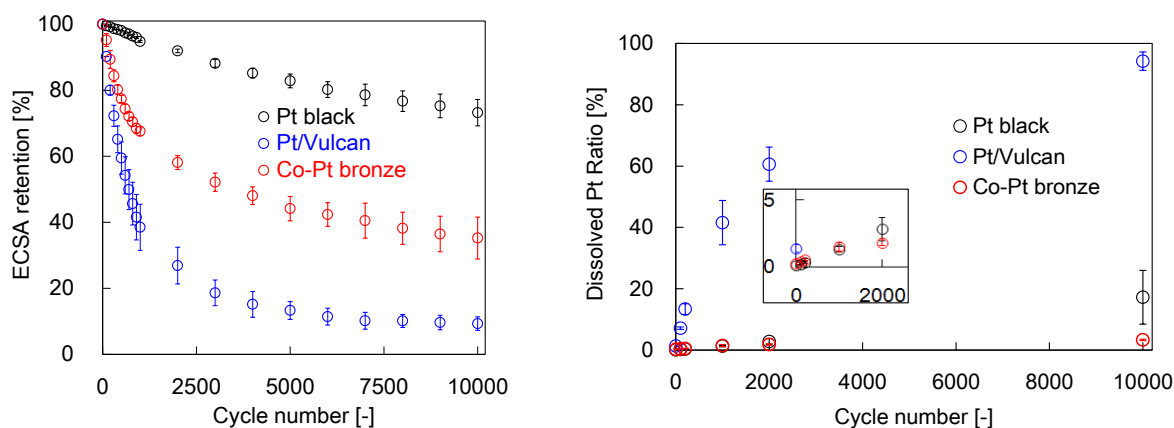 ECSA retention [%]
100
80
60
40
20
0
Pt black
Pt/Vulcan
Co-Pt bronze
0
2500
5000
7500
10000
Cycle number [-]
Dissolved Pt Ratio [%]
100
80
60
40
20
0
Pt black
Pt/Vulcan
Co-Pt bronze
5
0
0
2000
0
2000
4000
6000
8000
10000
Cycle number [-]